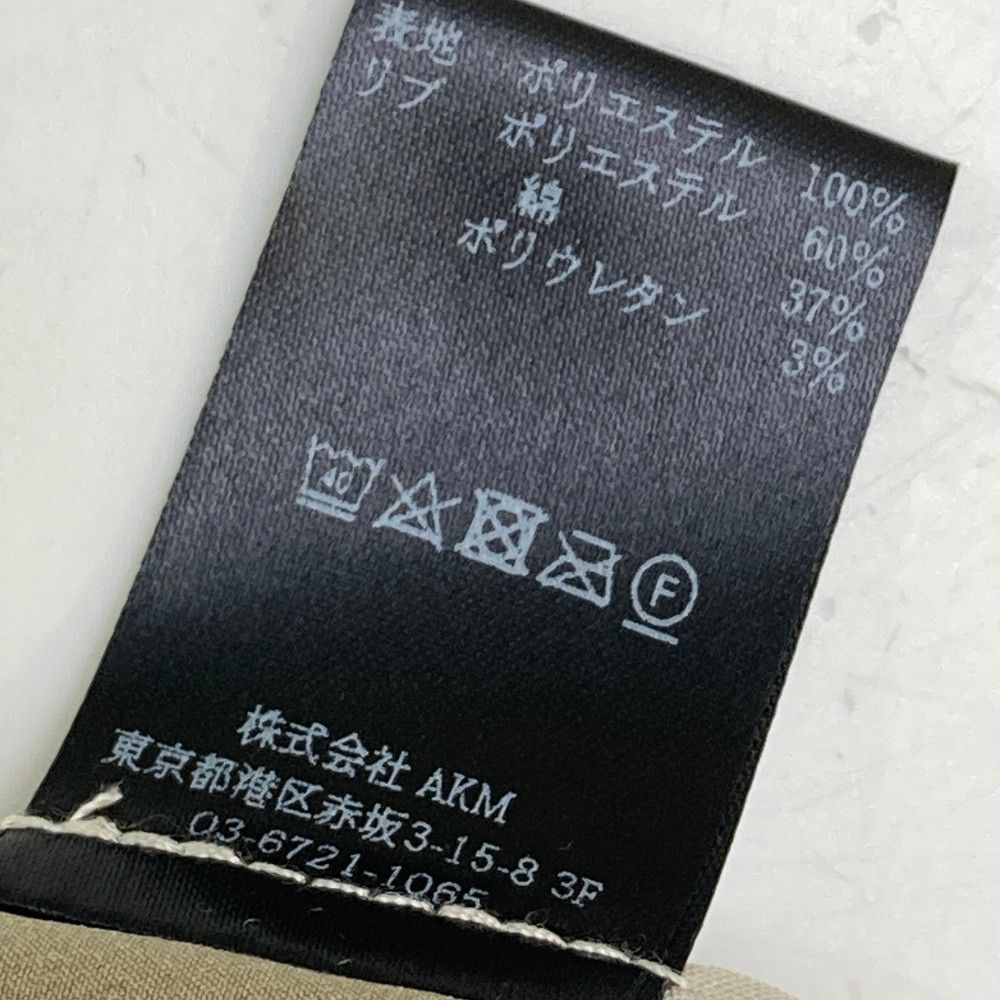 表地 ポリエステル 100%
リブ ポリエステル 60%
綿 37%
ポリウレタン 3%
40
F
株式会社 AKM
東京都港区赤坂3-15-8 3F
03-6721-1065